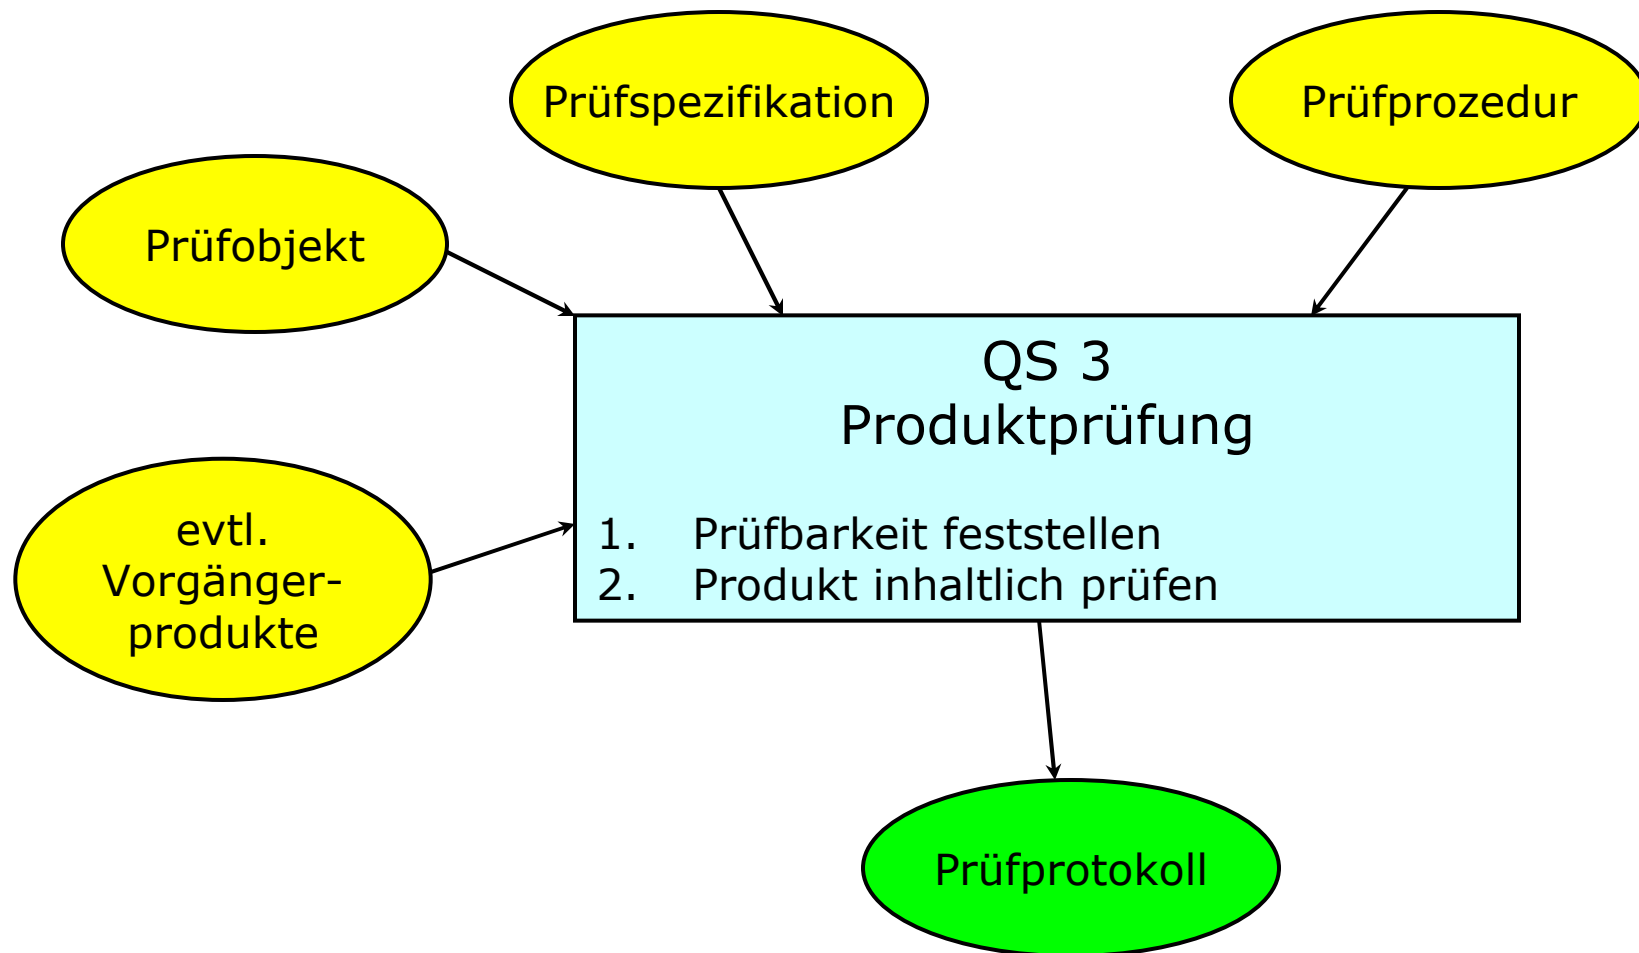 Prüfspezifikation
Prüfprozedur
Prüfobjekt
QS 3
Produktprüfung
evtl.
Vorgänger-
produkte
1. Prüfbarkeit feststellen
2. Produkt inhaltlich prüfen
Prüfprotokoll